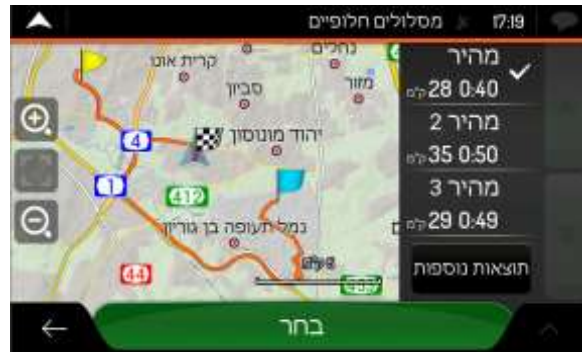 מסלולים חלופיים
17:19
קרית אונו
נחלים
סביון
מזור
יהוד מונוסון
4
1
412
נמל תעופה בן גוריון
44
מהיר
28 ק"מ 0:40
מהיר 2
35 ק"מ 0:50
מהיר 3
29 ק"מ 0:49
תוצאות נוספות
בחר